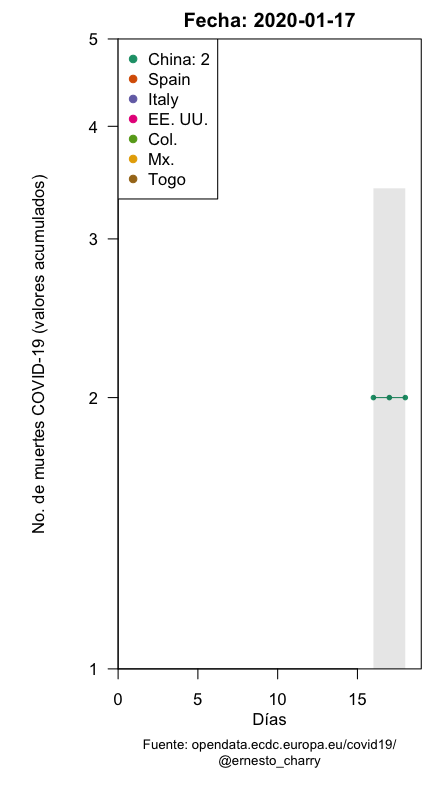 Fecha: 2020-01-17
5
4
3
2
1
China: 2
Spain
Italy
EE. UU.
Col.
Mx.
Togo
No. de muertes COVID-19 (valores acumulados)
0 5 10 15
Días
Fuente: opendata.ecdc.europa.eu/covid19/
@ernesto_charry